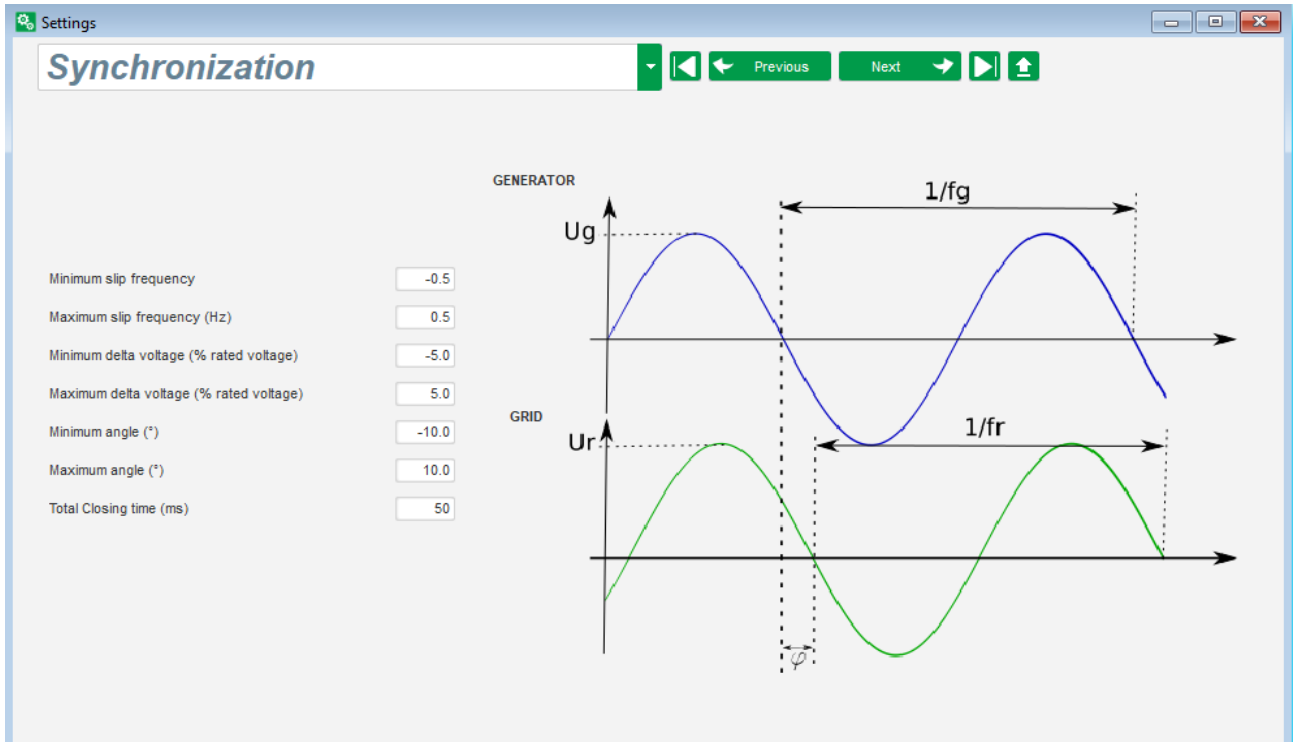 Settings
Synchronization
Previous
Next
GENERATOR
1/fg
Ug
Minimum slip frequency -0.5
Maximum slip frequency (Hz) 0.5
Minimum delta voltage (% rated voltage) -5.0
Maximum delta voltage (% rated voltage) 5.0
GRID
1/fr
Ur
Minimum angle (°) -10.0
Maximum angle (°) 10.0
Total Closing time (ms) 50
φ